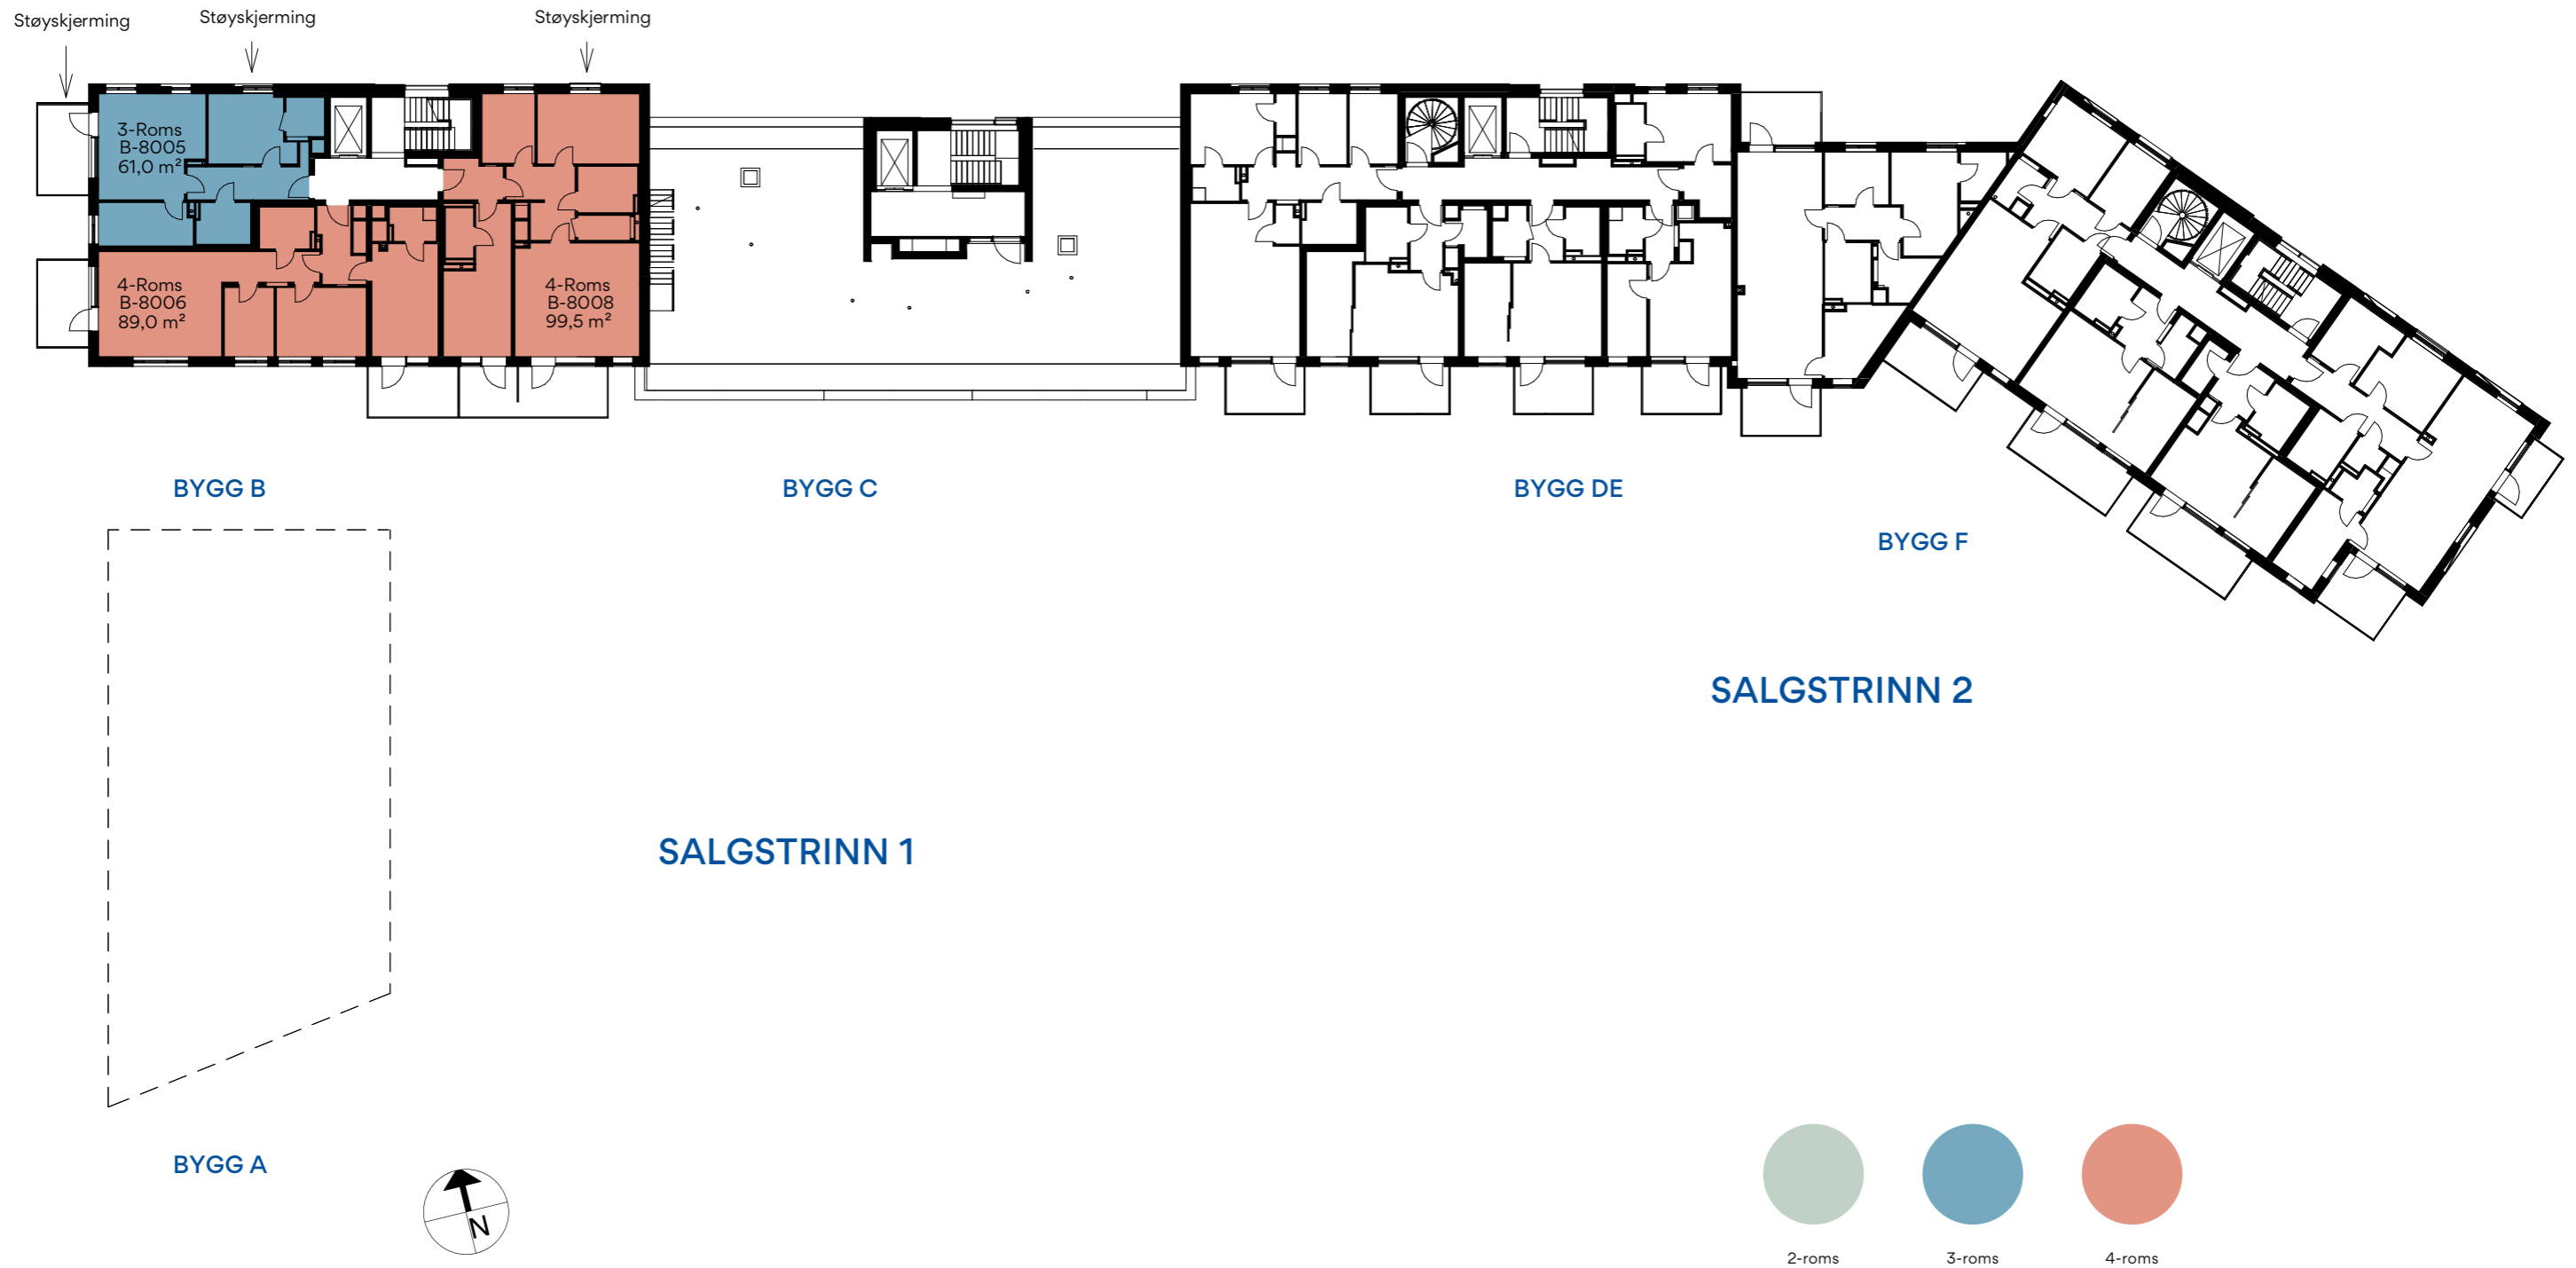 Støyskjerming
Støyskjerming
Støyskjerming
3-Roms
B-8005
61,0 m²
4-Roms
B-8006
89,0 m²
4-Roms
B-8008
99,5 m²
BYGG B
BYGG C
BYGG DE
BYGG F
SALGSTRINN 2
SALGSTRINN 1
BYGG A
N
2-roms
3-roms
4-roms